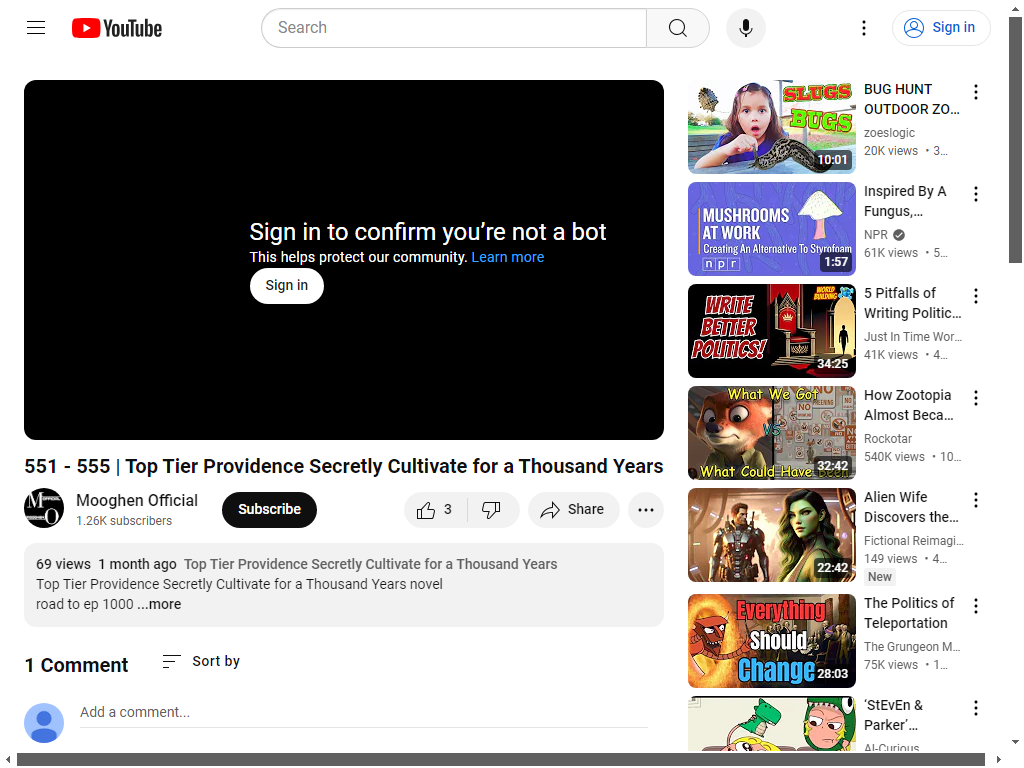 YouTube
Search
Sign in
Sign in to confirm you’re not a bot
This helps protect our community. Learn more
Sign in
551 - 555 | Top Tier Providence Secretly Cultivate for a Thousand Years
Mooghen Official
1.26K subscribers
Subscribe
3
Share
69 views 1 month ago Top Tier Providence Secretly Cultivate for a Thousand Years
Top Tier Providence Secretly Cultivate for a Thousand Years novel
road to ep 1000 ...more
1 Comment
Sort by
Add a comment...
SLUGS
BUGS
10:01
BUG HUNT
OUTDOOR ZO...
zoeslogic
20K views • 3...
MUSHROOMS
AT WORK
Creating An Alternative To Styrofoam
npr
1:57
Inspired By A
Fungus,...
NPR
61K views • 5...
WORLD
BUILDING
WRITE
BETTER
POLITICS!
34:25
5 Pitfalls of
Writing Politic...
Just In Time Wor...
41K views • 4...
What We Got
VS
What Could Have Been
32:42
How Zootopia
Almost Beca...
Rockotar
540K views • 10...
22:42
Alien Wife
Discovers the...
Fictional Reimagi...
149 views • 4...
New
Everything
Should
Change
28:03
The Politics of
Teleportation
The Grungeon M...
75K views • 1...
‘StEvEn &
Parker’...
AI-Curious